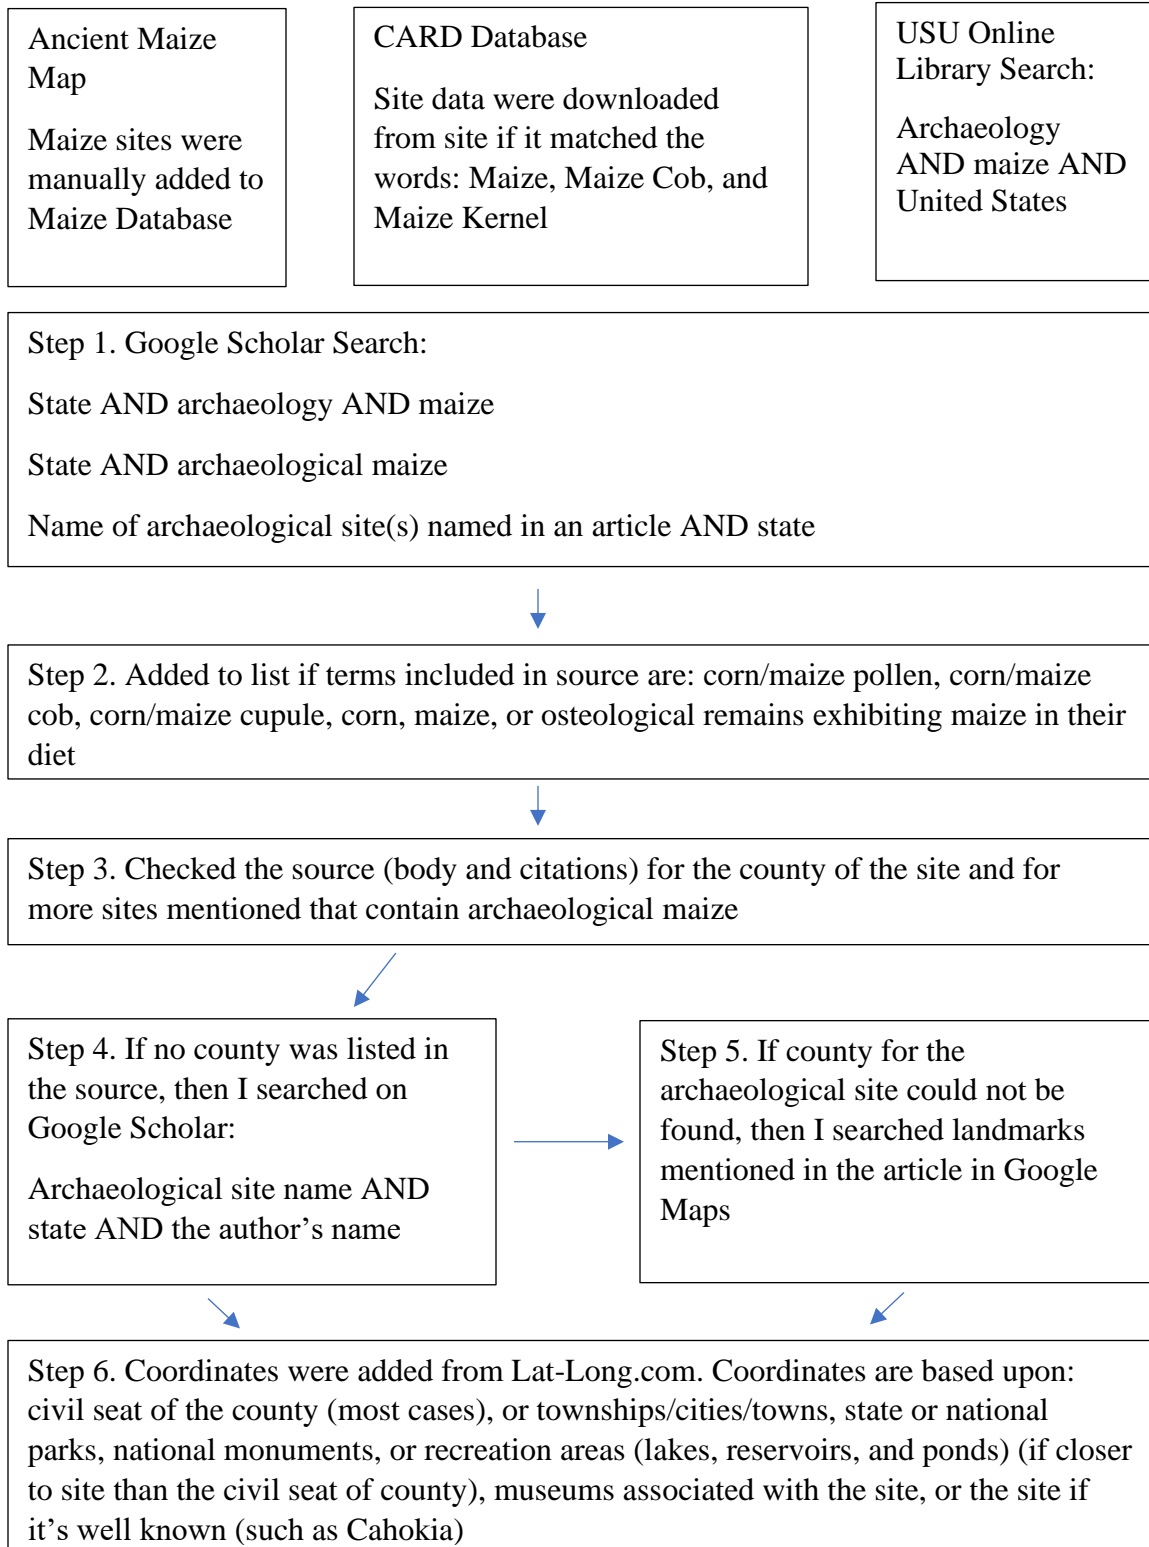 Ancient Maize
Map
Maize sites were
manually added to
Maize Database
CARD Database
Site data were downloaded
from site if it matched the
words: Maize, Maize Cob, and
Maize Kernel
USU Online
Library Search:
Archaeology
AND maize AND
United States
Step 1. Google Scholar Search:
State AND archaeology AND maize
State AND archaeological maize
Name of archaeological site(s) named in an article AND state
Step 2. Added to list if terms included in source are: corn/maize pollen, corn/maize
cob, corn/maize cupule, corn, maize, or osteological remains exhibiting maize in their
diet
Step 3. Checked the source (body and citations) for the county of the site and for
more sites mentioned that contain archaeological maize
Step 4. If no county was listed in
the source, then I searched on
Google Scholar:
Archaeological site name AND
state AND the author’s name
Step 5. If county for the
archaeological site could not be
found, then I searched landmarks
mentioned in the article in Google
Maps
Step 6. Coordinates were added from Lat-Long.com. Coordinates are based upon:
civil seat of the county (most cases), or townships/cities/towns, state or national
parks, national monuments, or recreation areas (lakes, reservoirs, and ponds) (if closer
to site than the civil seat of county), museums associated with the site, or the site if
it’s well known (such as Cahokia)